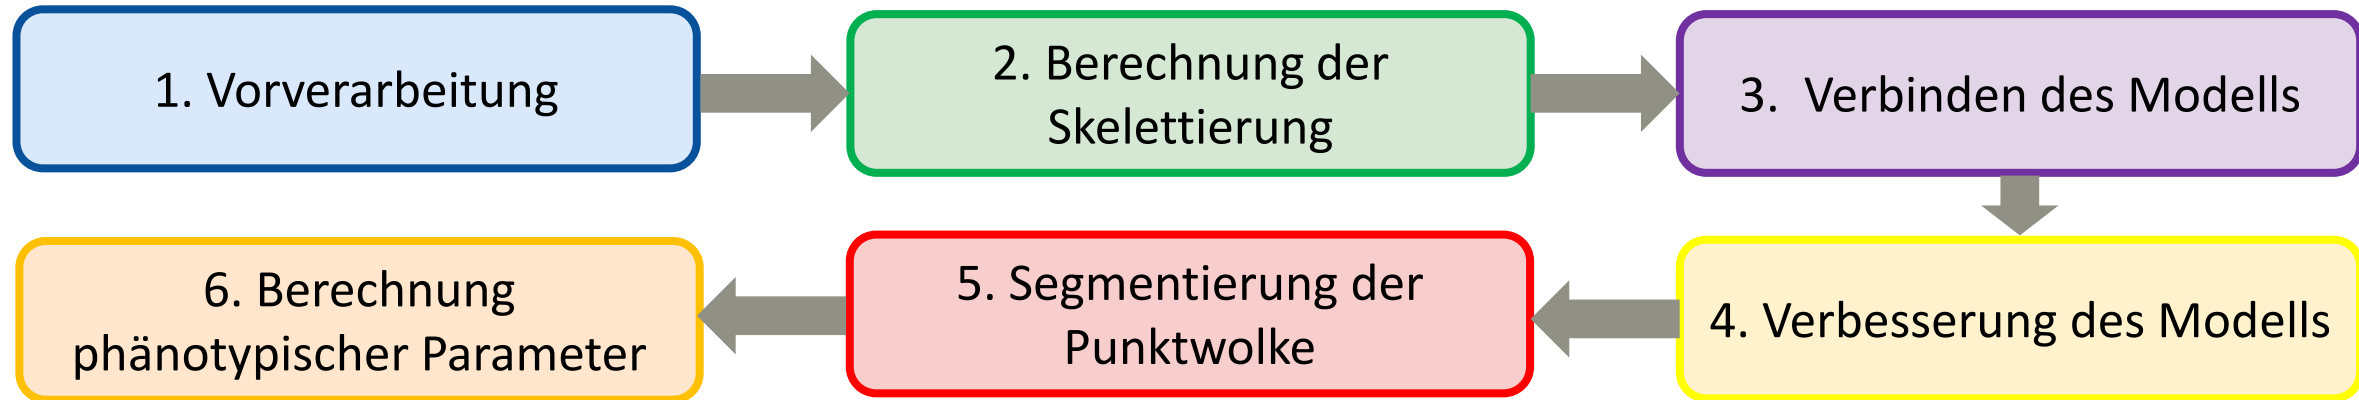 1. Vorverarbeitung
2. Berechnung der
Skelettierung
3. Verbinden des Modells
4. Verbesserung des Modells
5. Segmentierung der
Punktwolke
6. Berechnung
phänotypischer Parameter